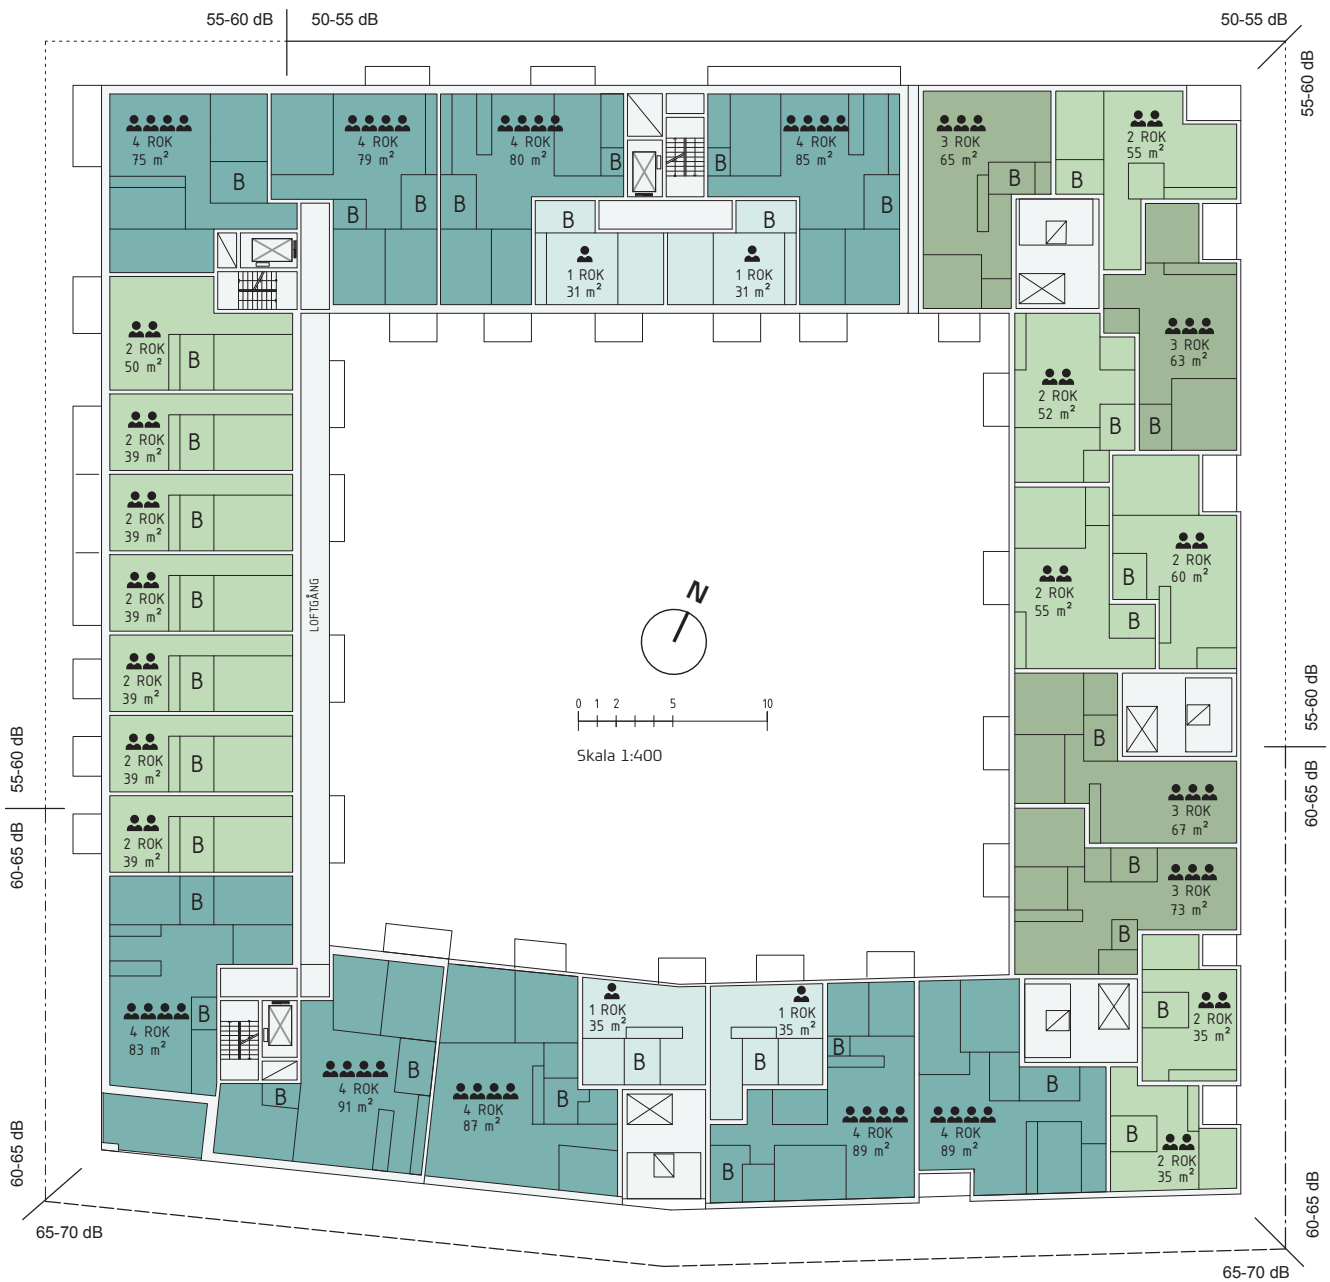 55-60 dB
50-55 dB
50-55 dB
55-60 dB
4 ROK
75 m²
B
4 ROK
79 m²
B
B
4 ROK
80 m²
B
B
4 ROK
85 m²
B
B
3 ROK
65 m²
B
2 ROK
55 m²
B
B
1 ROK
31 m²
B
1 ROK
31 m²
2 ROK
50 m²
B
3 ROK
63 m²
B
2 ROK
52 m²
B
2 ROK
39 m²
B
2 ROK
39 m²
B
2 ROK
39 m²
B
2 ROK
39 m²
B
2 ROK
39 m²
B
2 ROK
39 m²
B
LOFTGÅNG
N
0 1 2 5 10
Skala 1:400
2 ROK
55 m²
B
2 ROK
60 m²
B
55-60 dB
60-65 dB
55-60 dB
60-65 dB
B
3 ROK
67 m²
B
3 ROK
73 m²
B
B
4 ROK
83 m²
B
4 ROK
91 m²
B
B
4 ROK
87 m²
B
1 ROK
35 m²
B
1 ROK
35 m²
B
B
4 ROK
89 m²
B
4 ROK
89 m²
B
B
2 ROK
35 m²
B
2 ROK
35 m²
60-65 dB
65-70 dB
60-65 dB
65-70 dB